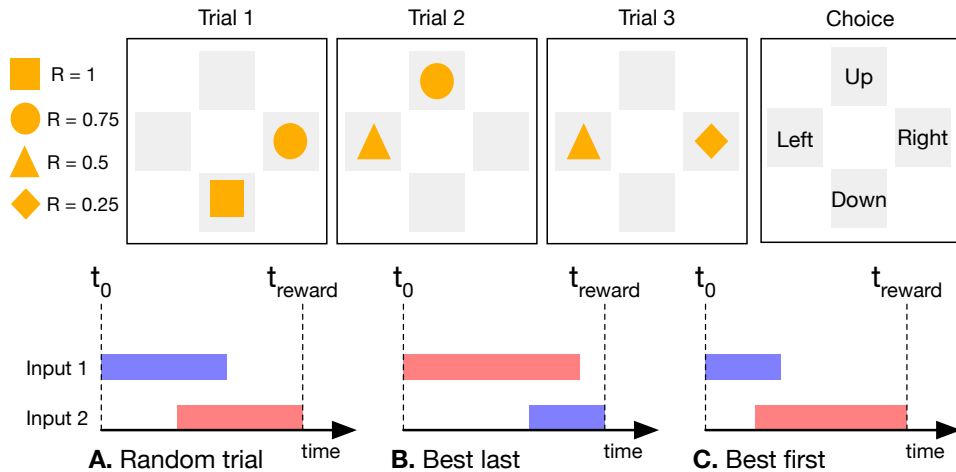 Trial 1
Trial 2
Trial 3
Choice
R = 1
R = 0.75
R = 0.5
R = 0.25
Up
Left
Right
Down
t0
treward
t0
treward
t0
treward
Input 1
Input 2
time
time
time
A. Random trial
B. Best last
C. Best first